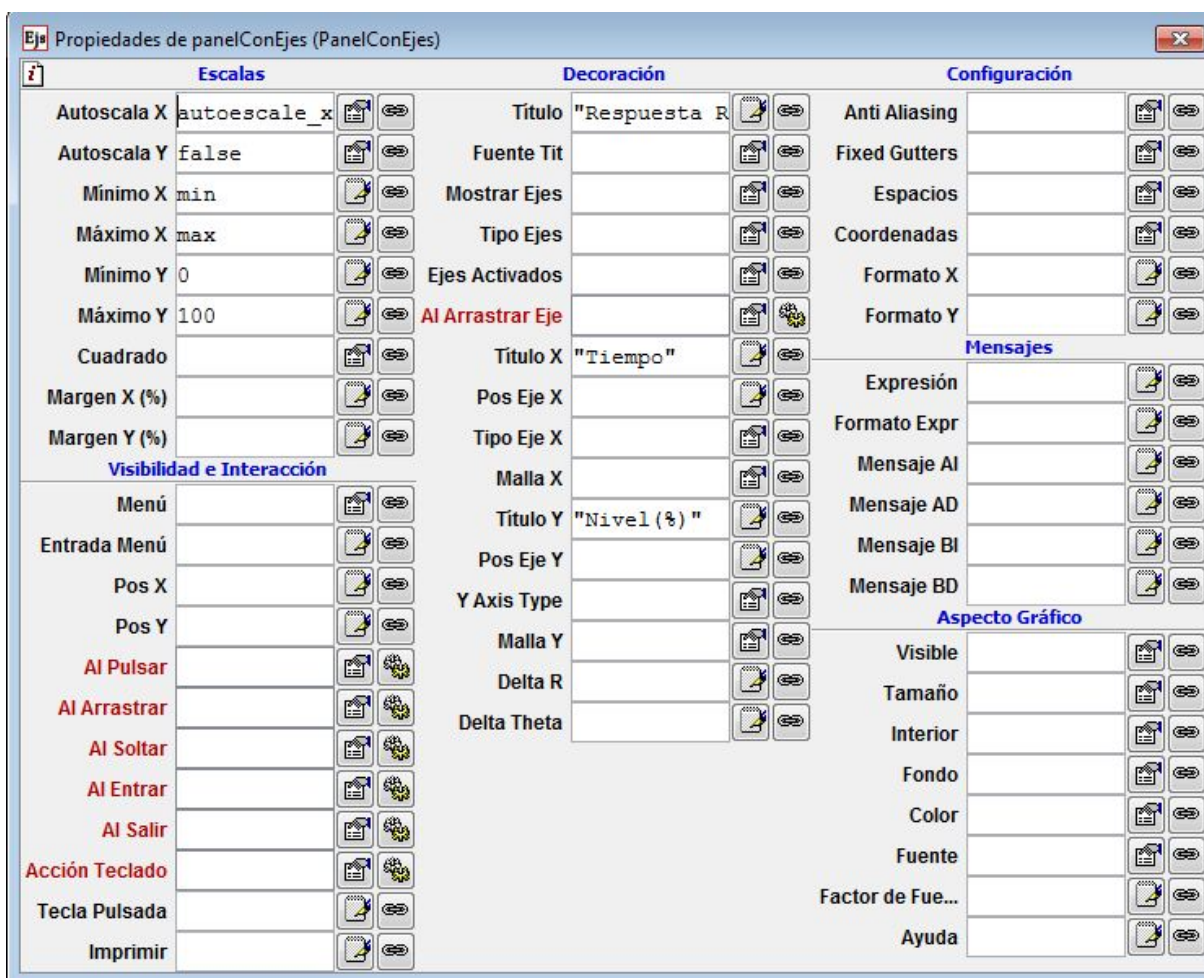 Ejs Propiedades de panelConEjes (PanelConEjes)
Escalas
Autoscala X autoescale_x
Autoscala Y false
Mínimo X min
Máximo X max
Mínimo Y 0
Máximo Y 100
Cuadrado
Margen X (%)
Margen Y (%)
Visibilidad e Interacción
Menú
Entrada Menú
Pos X
Pos Y
Al Pulsar
Al Arrastrar
Al Soltar
Al Entrar
Al Salir
Acción Teclado
Tecla Pulsada
Imprimir
Decoración
Título "Respuesta R
Fuente Tit
Mostrar Ejes
Tipo Ejes
Ejes Activados
Al Arrastrar Eje
Título X "Tiempo"
Pos Eje X
Tipo Eje X
Malla X
Título Y "Nivel(%)"
Pos Eje Y
Y Axis Type
Malla Y
Delta R
Delta Theta
Configuración
Anti Aliasing
Fixed Gutters
Espacios
Coordenadas
Formato X
Formato Y
Mensajes
Expresión
Formato Expr
Mensaje AI
Mensaje AD
Mensaje BI
Mensaje BD
Aspecto Gráfico
Visible
Tamaño
Interior
Fondo
Color
Fuente
Factor de Fue...
Ayuda